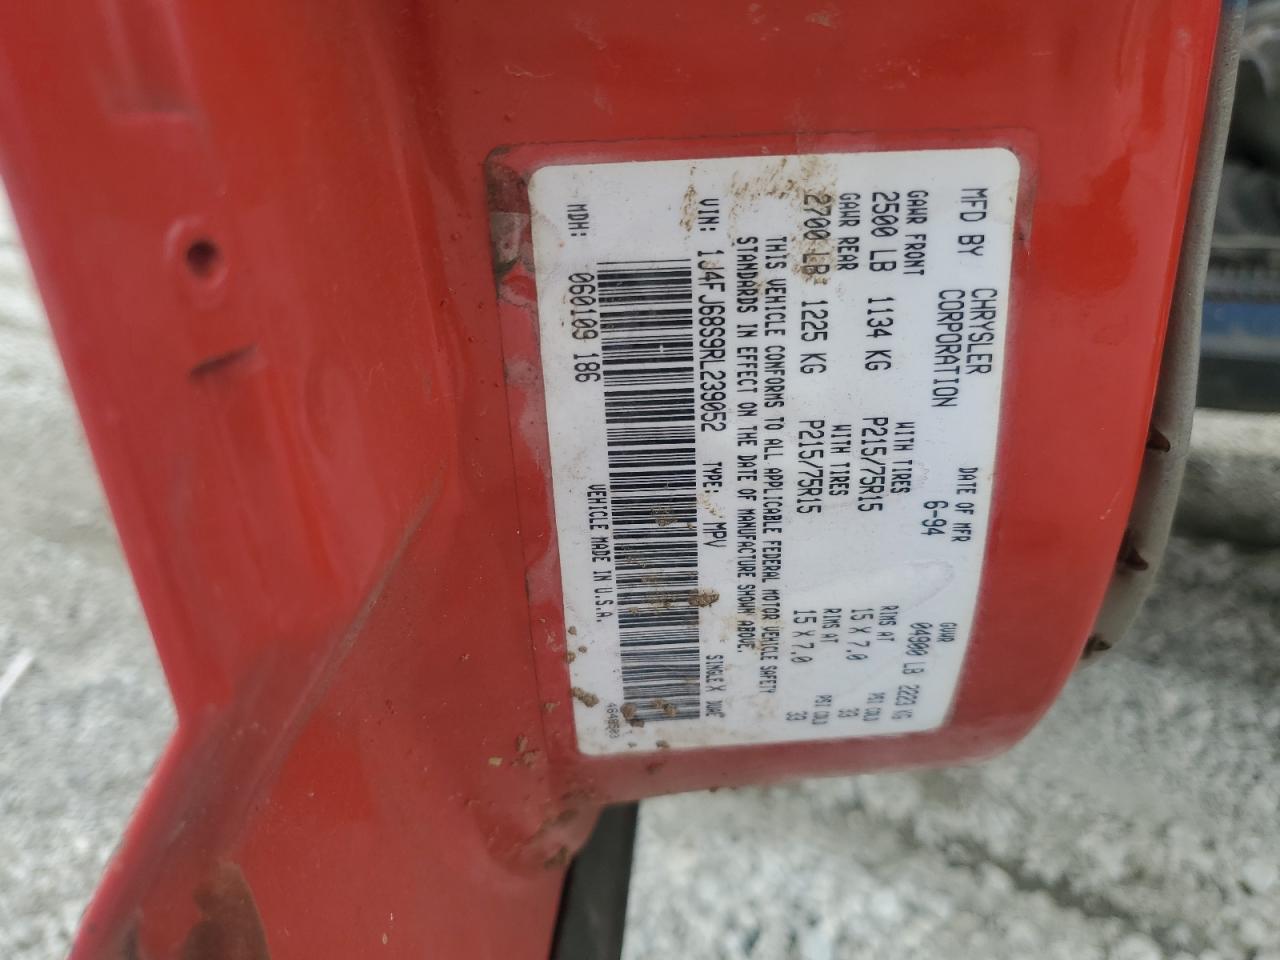 MFD BY CHRYSLER CORPORATION DATE OF MFR 6-94 GVWR 04900 LB 2223 KG
GAWR FRONT WITH TIRES RIMS AT PSI COLD
2500 LB 1134 KG P215/75R15 15 X 7.0 33
GAWR REAR WITH TIRES RIMS AT PSI COLD
2700 LB 1225 KG P215/75R15 15 X 7.0 33
THIS VEHICLE CONFORMS TO ALL APPLICABLE FEDERAL MOTOR VEHICLE SAFETY
STANDARDS IN EFFECT ON THE DATE OF MANUFACTURE SHOWN ABOVE.
VIN: 1J4FJ68S9RL239052 TYPE: MPV SINGLE X DUAL
MDH: 060109 186 VEHICLE MADE IN U.S.A.